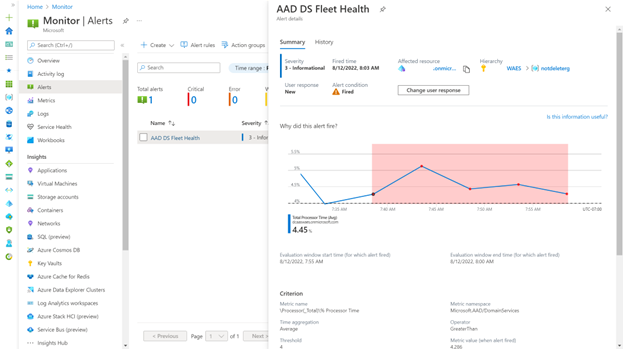 Home > Monitor
Monitor | Alerts
Microsoft
Search (Ctrl+/)
Overview
Activity log
Alerts
Metrics
Logs
Service Health
Workbooks
Insights
Applications
Virtual Machines
Storage accounts
Containers
Networks
SQL (preview)
Azure Cosmos DB
Key Vaults
Azure Cache for Redis
Azure Data Explorer Clusters
Log Analytics workspaces
Azure Stack HCI (preview)
Service Bus (preview)
Insights Hub
+ Create
Alert rules
Action groups
Search
Time range :
Total alerts
1
Critical
0
Error
0
Name
Severity
AAD DS Fleet Health
3 - Infor
< Previous
Page 1 of 1
Next >
AAD DS Fleet Health
Alert details
Summary
History
Severity
3 - Informational
Fired time
8/12/2022, 8:03 AM
Affected resource
.onmicr...
Hierarchy
WAES > notdeleterg
User response
New
Alert condition
Fired
Change user response
Is this information useful?
Why did this alert fire?
5.5%
5%
4.5%
4%
7:35 AM
7:40 AM
7:45 AM
7:50 AM
7:55 AM
UTC-07:00
Total Processor Time (Avg)
4.45 %
Evaluation window start time (for which alert fired)
8/12/2022, 7:55 AM
Evaluation window end time (for which alert fired)
8/12/2022, 8:00 AM
Criterion
Metric name
\Processor(_Total)\% Processor Time
Metric namespace
Microsoft.AAD/DomainServices
Time aggregation
Average
Operator
GreaterThan
Threshold
4
Metric value (when alert fired)
4.286